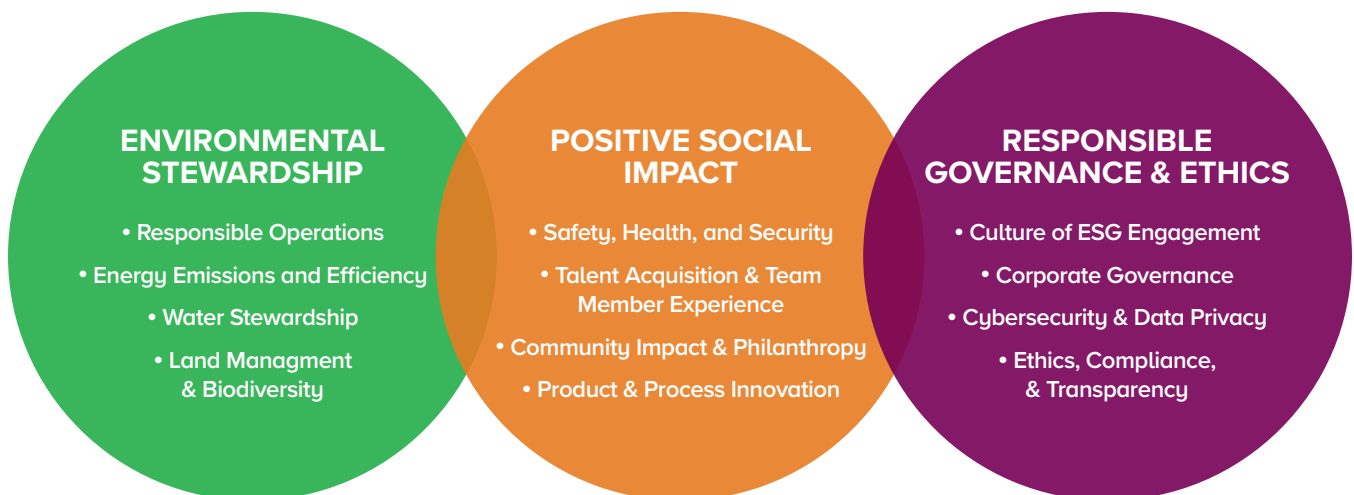 ENVIRONMENTAL
STEWARDSHIP
• Responsible Operations
• Energy Emissions and Efficiency
• Water Stewardship
• Land Managment
& Biodiversity
POSITIVE SOCIAL
IMPACT
• Safety, Health, and Security
• Talent Acquisition & Team
Member Experience
• Community Impact & Philanthropy
• Product & Process Innovation
RESPONSIBLE
GOVERNANCE & ETHICS
• Culture of ESG Engagement
• Corporate Governance
• Cybersecurity & Data Privacy
• Ethics, Compliance,
& Transparency